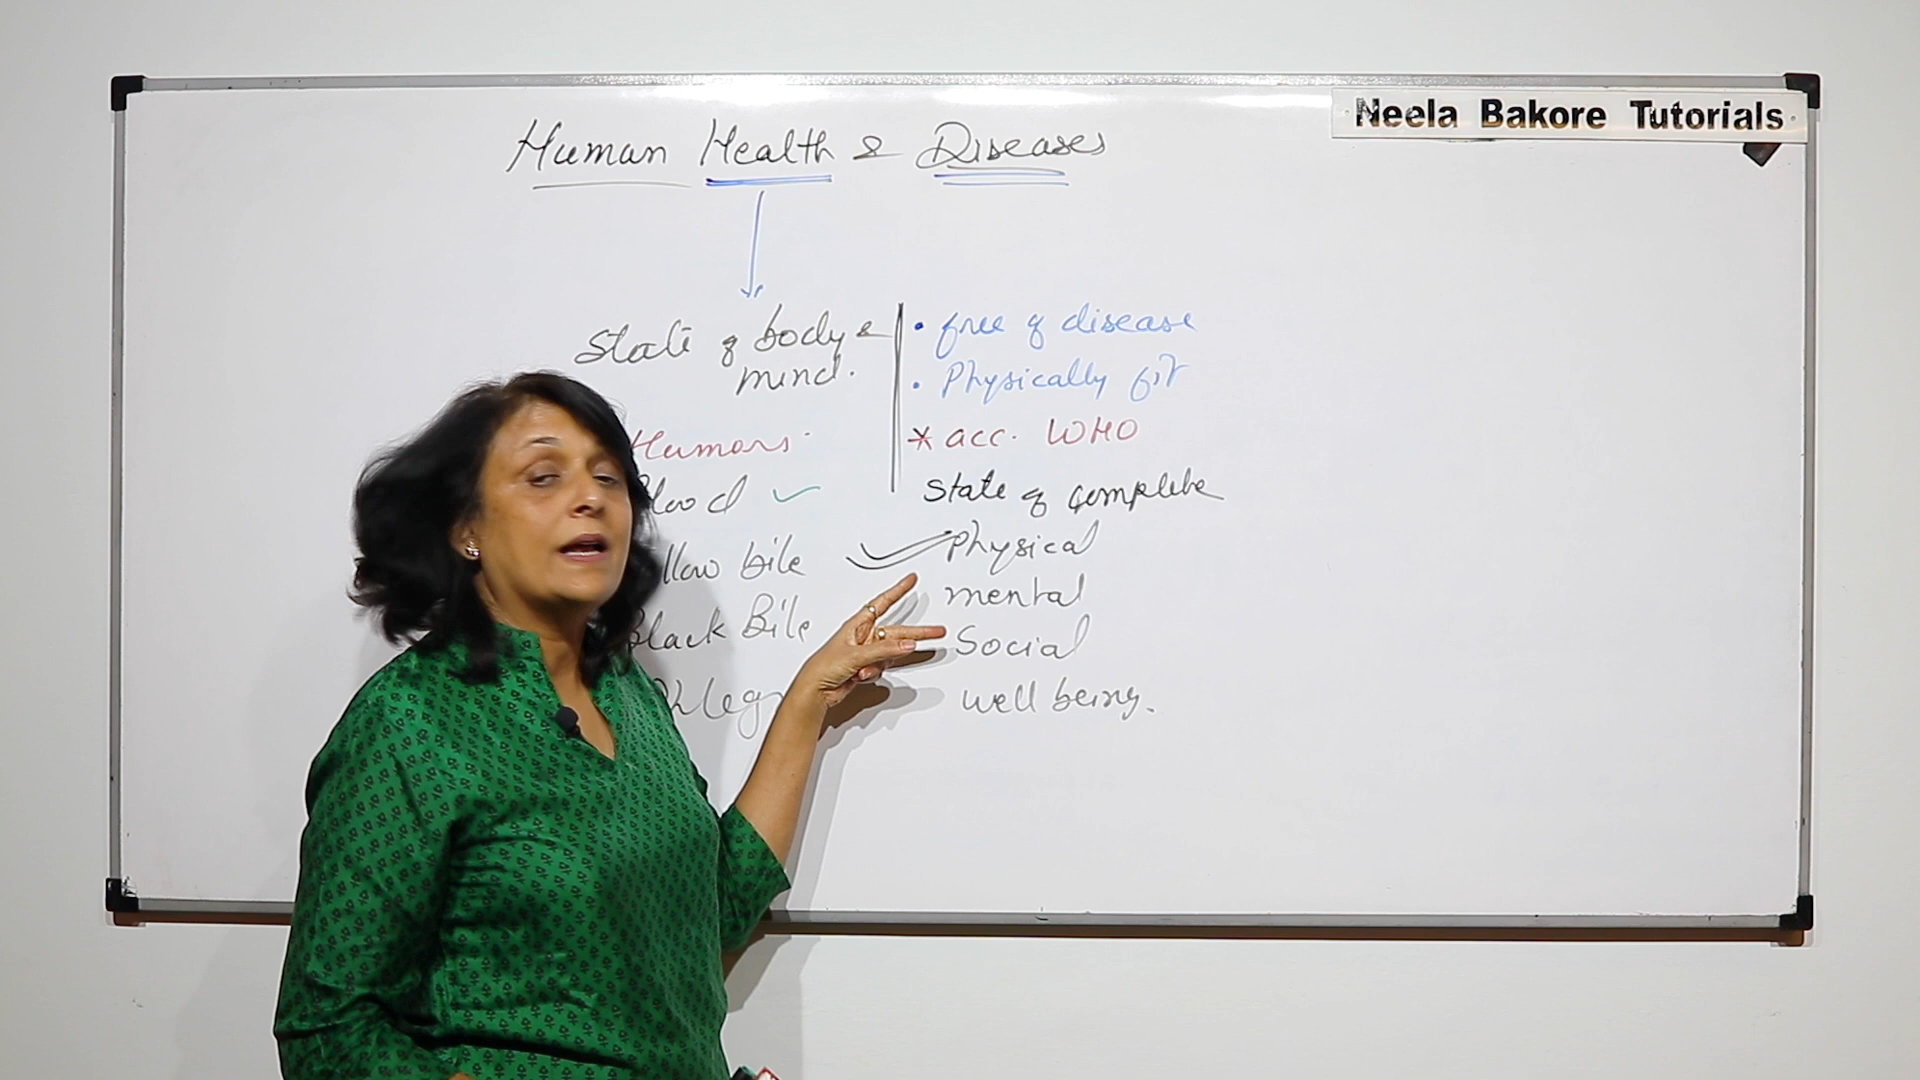 Neela Bakore Tutorials
Human Health & Diseases
State of body &
mind.
Humors
Blood
Yellow bile
Black Bile
• free of disease
• Physically fit
* acc. WHO
State of complete
Physical
mental
Social
well being.